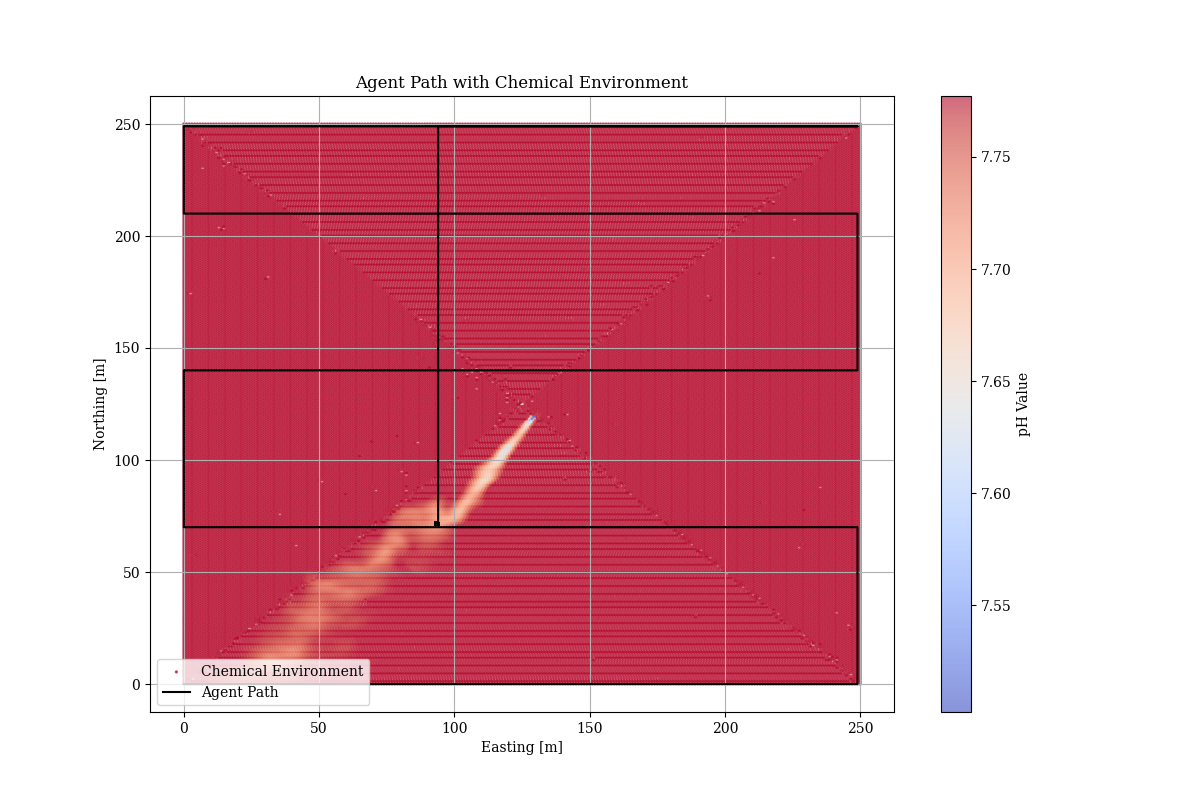 Agent Path with Chemical Environment
250
200
150
100
50
0
Northing [m]
Chemical Environment
Agent Path
0
50
100
150
200
250
Easting [m]
7.75
7.70
7.65
7.60
7.55
pH Value